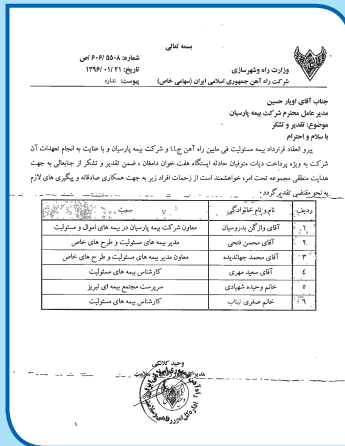 بسمه تعالی
شماره: ۶۰۶/۵۵۰۸/ص
تاریخ: ۱۳۹۶/۰۱/۲۱
پیوست: ندارد
وزارت راه و شهرسازی
شرکت راه آهن جمهوری اسلامی ایران (سهامی خاص)
جناب آقای اویار حسین
مدیر عامل محترم شرکت بیمه پارسیان
موضوع: تقدیر و تشکر
با سلام و احترام
پیرو انعقاد قرارداد بیمه مسئولیت فی مابین راه آهن ج.ا.ا و شرکت بیمه پارسیان و با عنایت به انجام تعهدات آن
شرکت به ویژه پرداخت دیات متوفیان حادثه ایستگاه هفت خوان دامغان ، ضمن تقدیر و تشکر از جنابعالی به جهت
هدایت منطقی مجموعه تحت امر، خواهشمند است از زحمات افراد زیر به جهت همکاری صادقانه و پیگیری های لازم
به نحو مقتضی تقدیر گردد.
ردیف نام و نام خانوادگی سمت
۱ آقای واژگن بدروسیان معاون شرکت بیمه پارسیان در بیمه های اموال و مسئولیت
۲ آقای محسن فتحی مدیر بیمه های مسئولیت و طرح های خاص
۳ آقای محمد جهاندیده معاون مدیر بیمه های مسئولیت و طرح های خاص
٤ آقای سعید مهری کارشناس بیمه های مسئولیت
٥ خانم وحیده شهیادی سرپرست مجتمع بیمه ای تبریز
٦ خانم صغری کارشناس بیمه های مسئولیت
وحید کلانکی